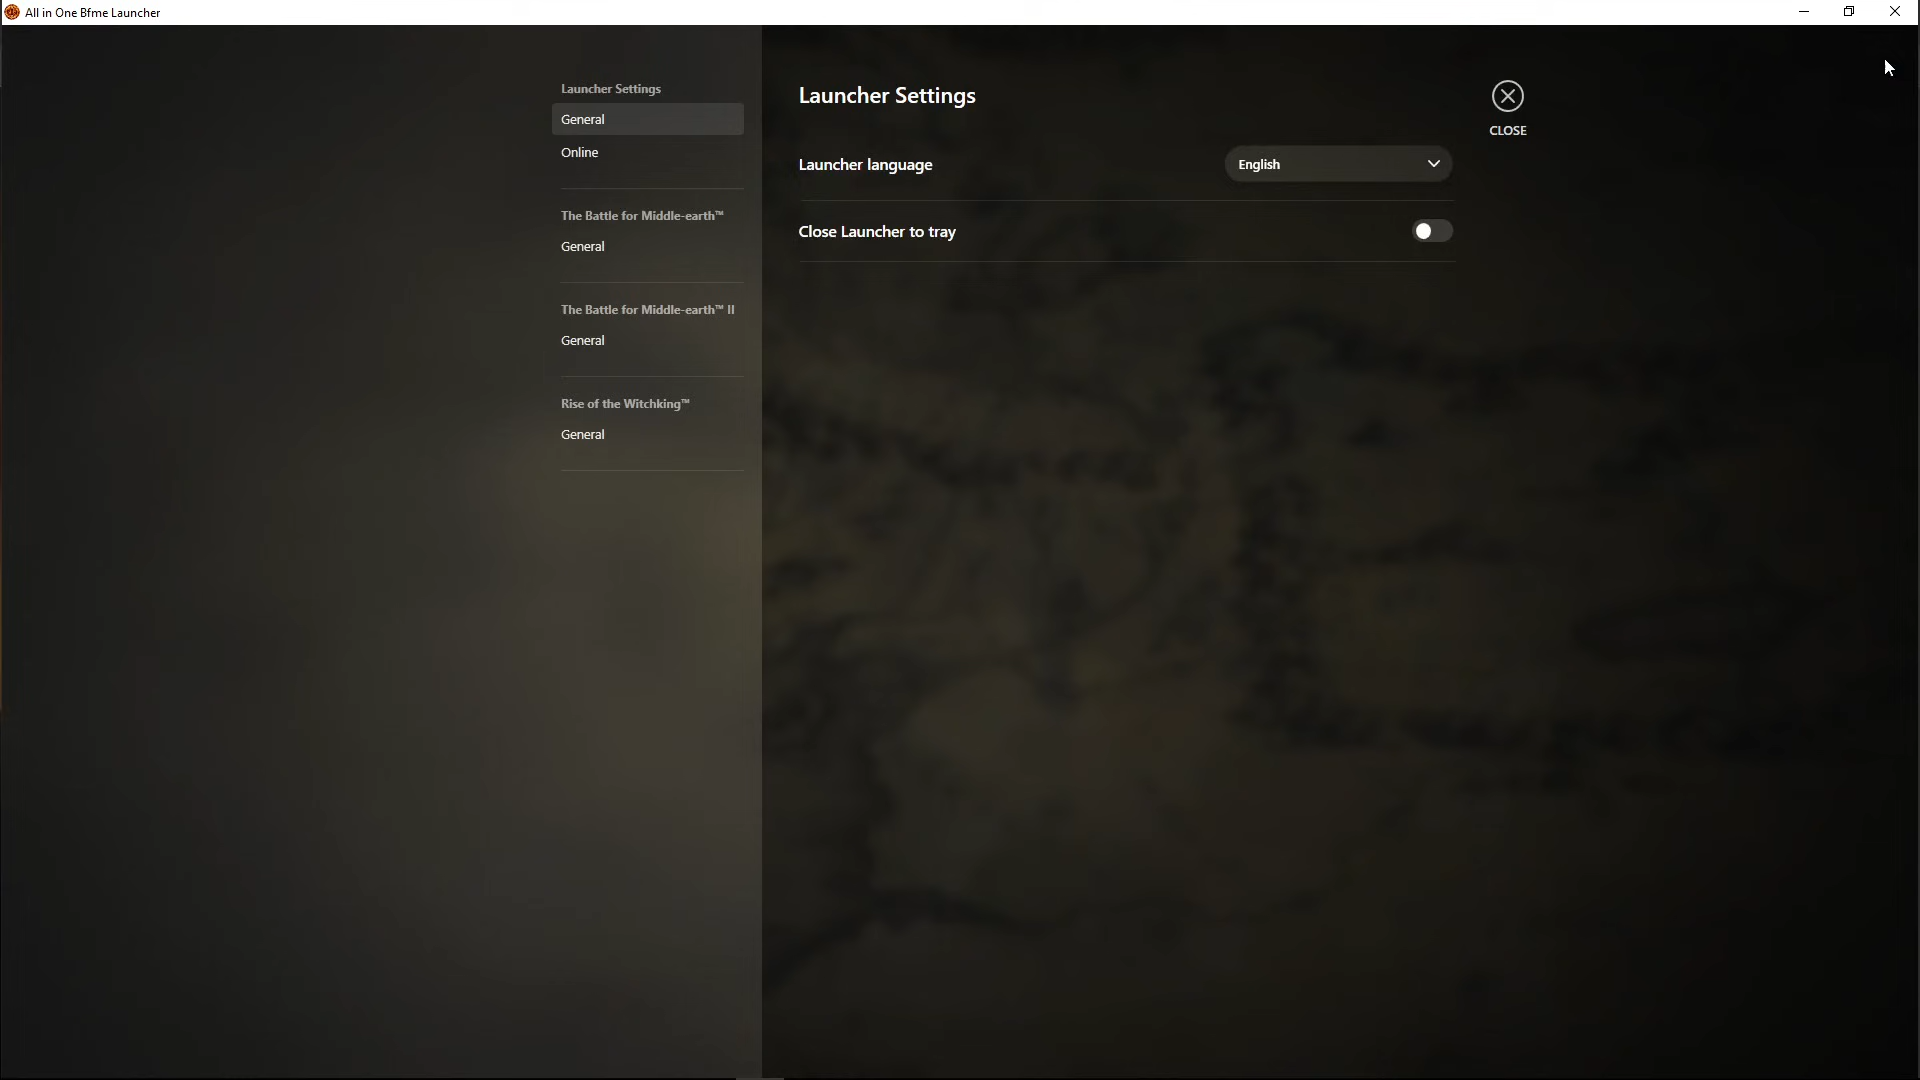 All in One Bfme Launcher
Launcher Settings
General
Online
The Battle for Middle-earth™
General
The Battle for Middle-earth™ II
General
Rise of the Witchking™
General
Launcher Settings
CLOSE
Launcher language
English
Close Launcher to tray